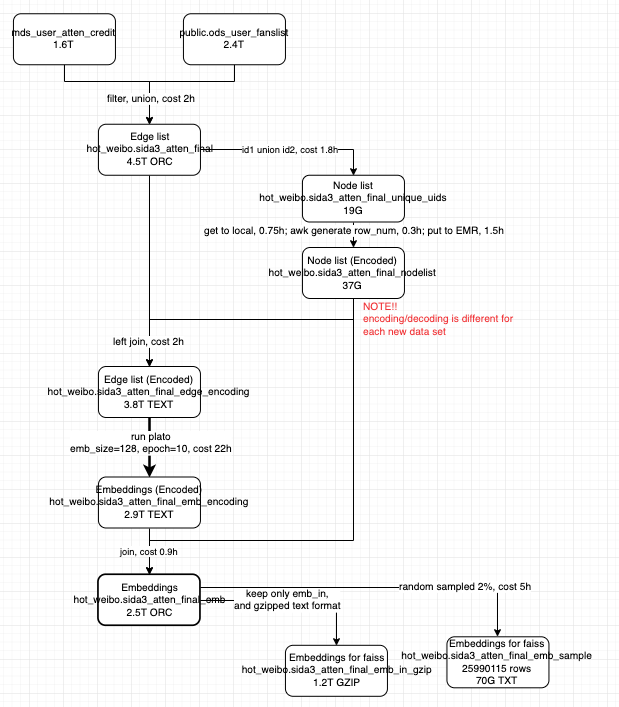 mds_user_atten_credit
1.6T
public.ods_user_fanslist
2.4T
filter, union, cost 2h
Edge list
hot_weibo.sida3_atten_final
4.5T ORC
id1 union id2, cost 1.8h
Node list
hot_weibo.sida3_atten_final_unique_uids
19G
get to local, 0.75h; awk generate row_num, 0.3h; put to EMR, 1.5h
Node list (Encoded)
hot_weibo.sida3_atten_final_nodelist
37G
NOTE!!
encoding/decoding is different for
each new data set
left join, cost 2h
Edge list (Encoded)
hot_weibo.sida3_atten_final_edge_encoding
3.8T TEXT
run plato
emb_size=128, epoch=10, cost 22h
Embeddings (Encoded)
hot_weibo.sida3_atten_final_emb_encoding
2.9T TEXT
join, cost 0.9h
Embeddings
hot_weibo.sida3_atten_final_emb
2.5T ORC
keep only emb_in,
and gzipped text format
random sampled 2%, cost 5h
Embeddings for faiss
hot_weibo.sida3_atten_final_emb_in_gzip
1.2T GZIP
Embeddings for faiss
hot_weibo.sida3_atten_final_emb_sample
25990115 rows
70G TXT